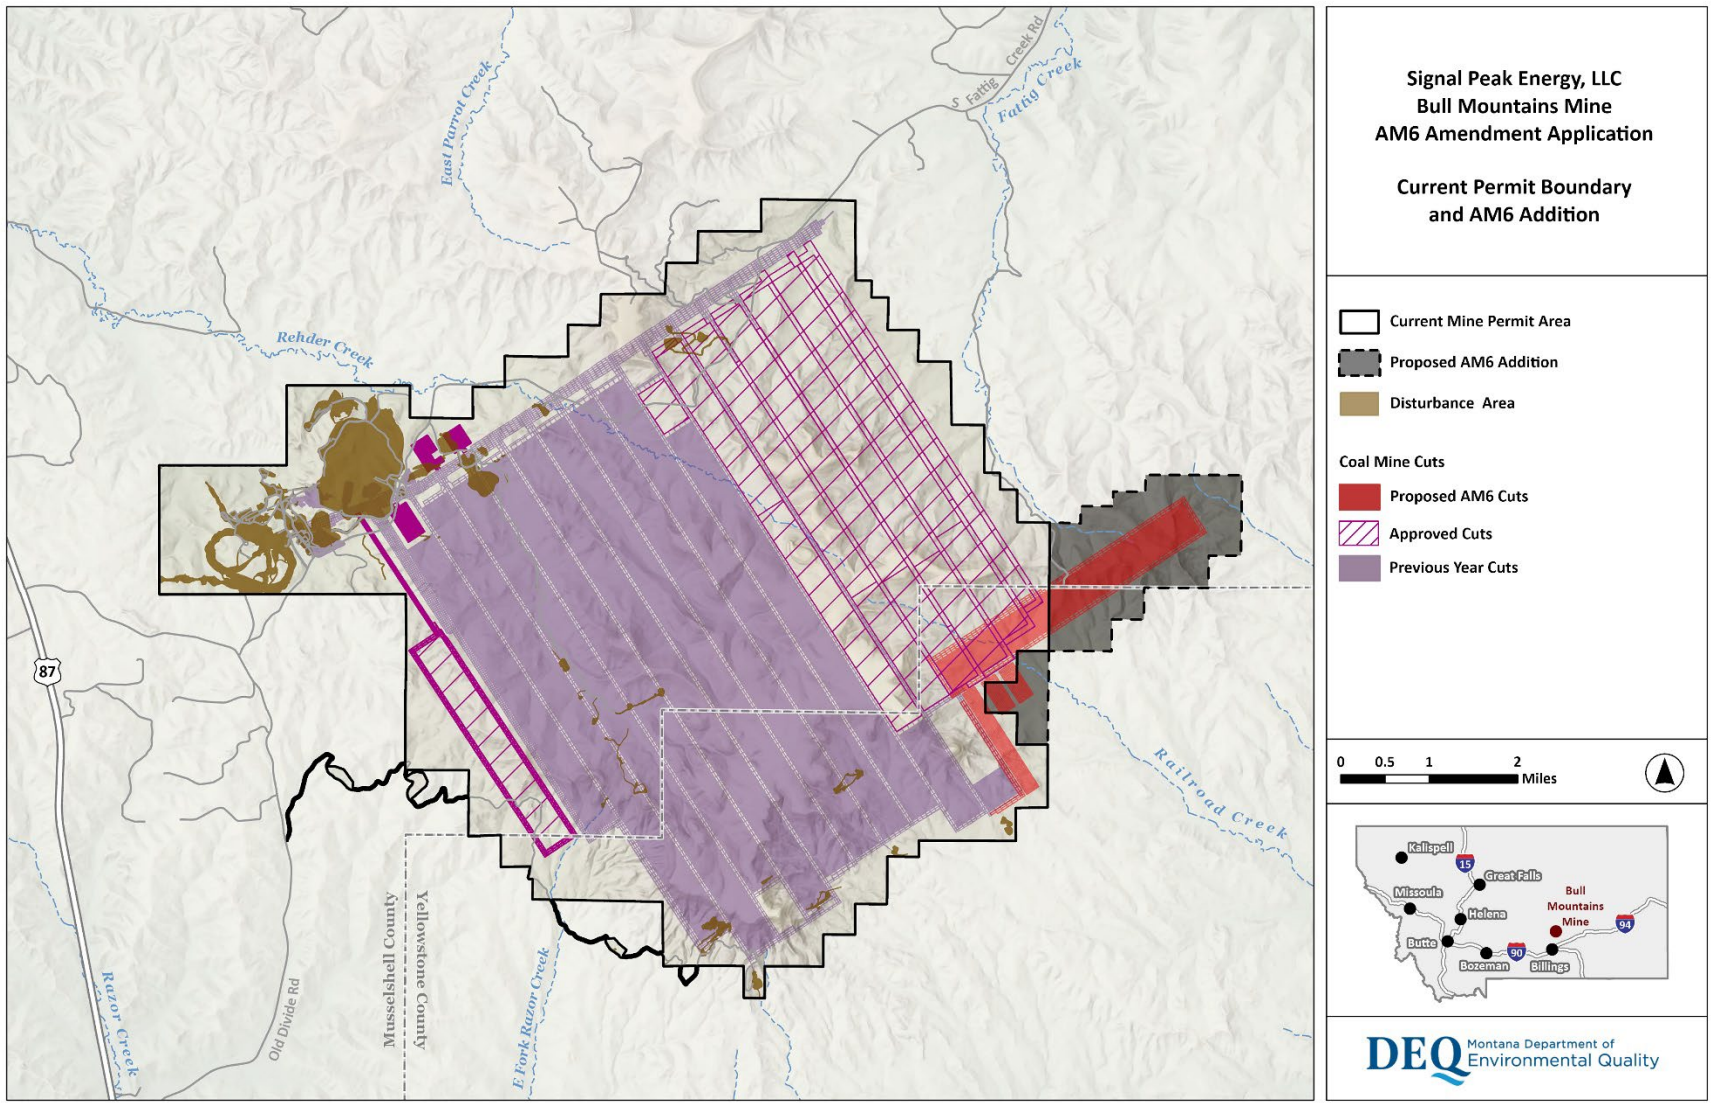 East Parrot Creek
S Fattig Creek Rd
Fattig Creek
Rehder Creek
87
Musselshell County
Yellowstone County
Old Divide Rd
Razor Creek
E Fork Razor Creek
Railroad Creek
Signal Peak Energy, LLC
Bull Mountains Mine
AM6 Amendment Application
Current Permit Boundary
and AM6 Addition
Current Mine Permit Area
Proposed AM6 Addition
Disturbance Area
Coal Mine Cuts
Proposed AM6 Cuts
Approved Cuts
Previous Year Cuts
0 0.5 1 2
Miles
Kalispell
15
Great Falls
Missoula
Bull
Mountains
Mine
Helena
94
Butte
90
Bozeman
Billings
DEQ
Montana Department of
Environmental Quality